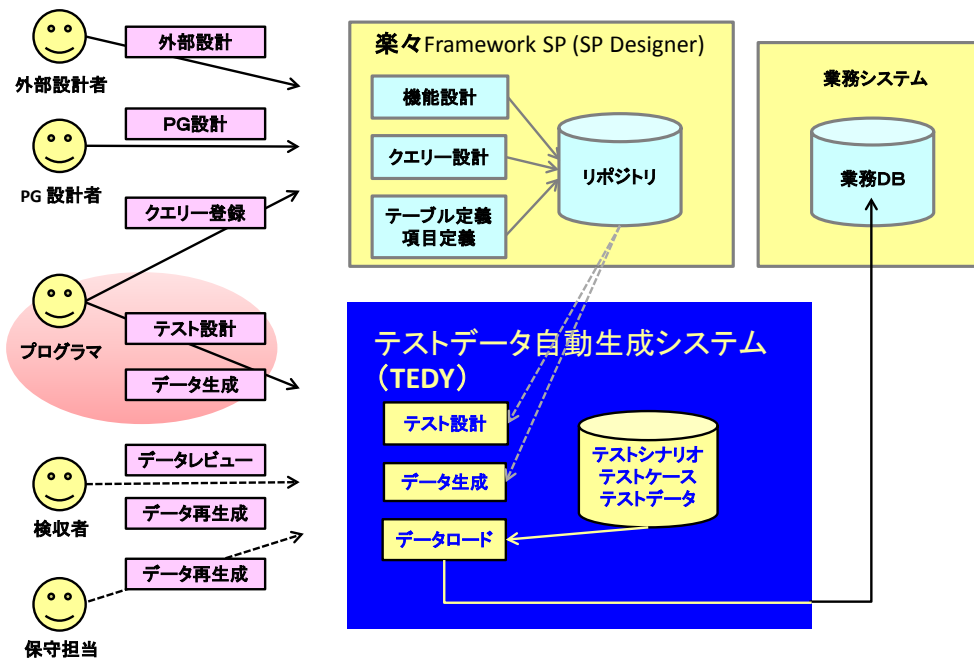 外部設計
外部設計者
PG設計
PG 設計者
クエリー登録
プログラマ
テスト設計
データ生成
データレビュー
検収者
データ再生成
データ再生成
保守担当
楽々Framework SP (SP Designer)
機能設計
クエリー設計
テーブル定義
項目定義
リポジトリ
業務システム
業務DB
テストデータ自動生成システム
（TEDY）
テスト設計
データ生成
データロード
テストシナリオ
テストケース
テストデータ